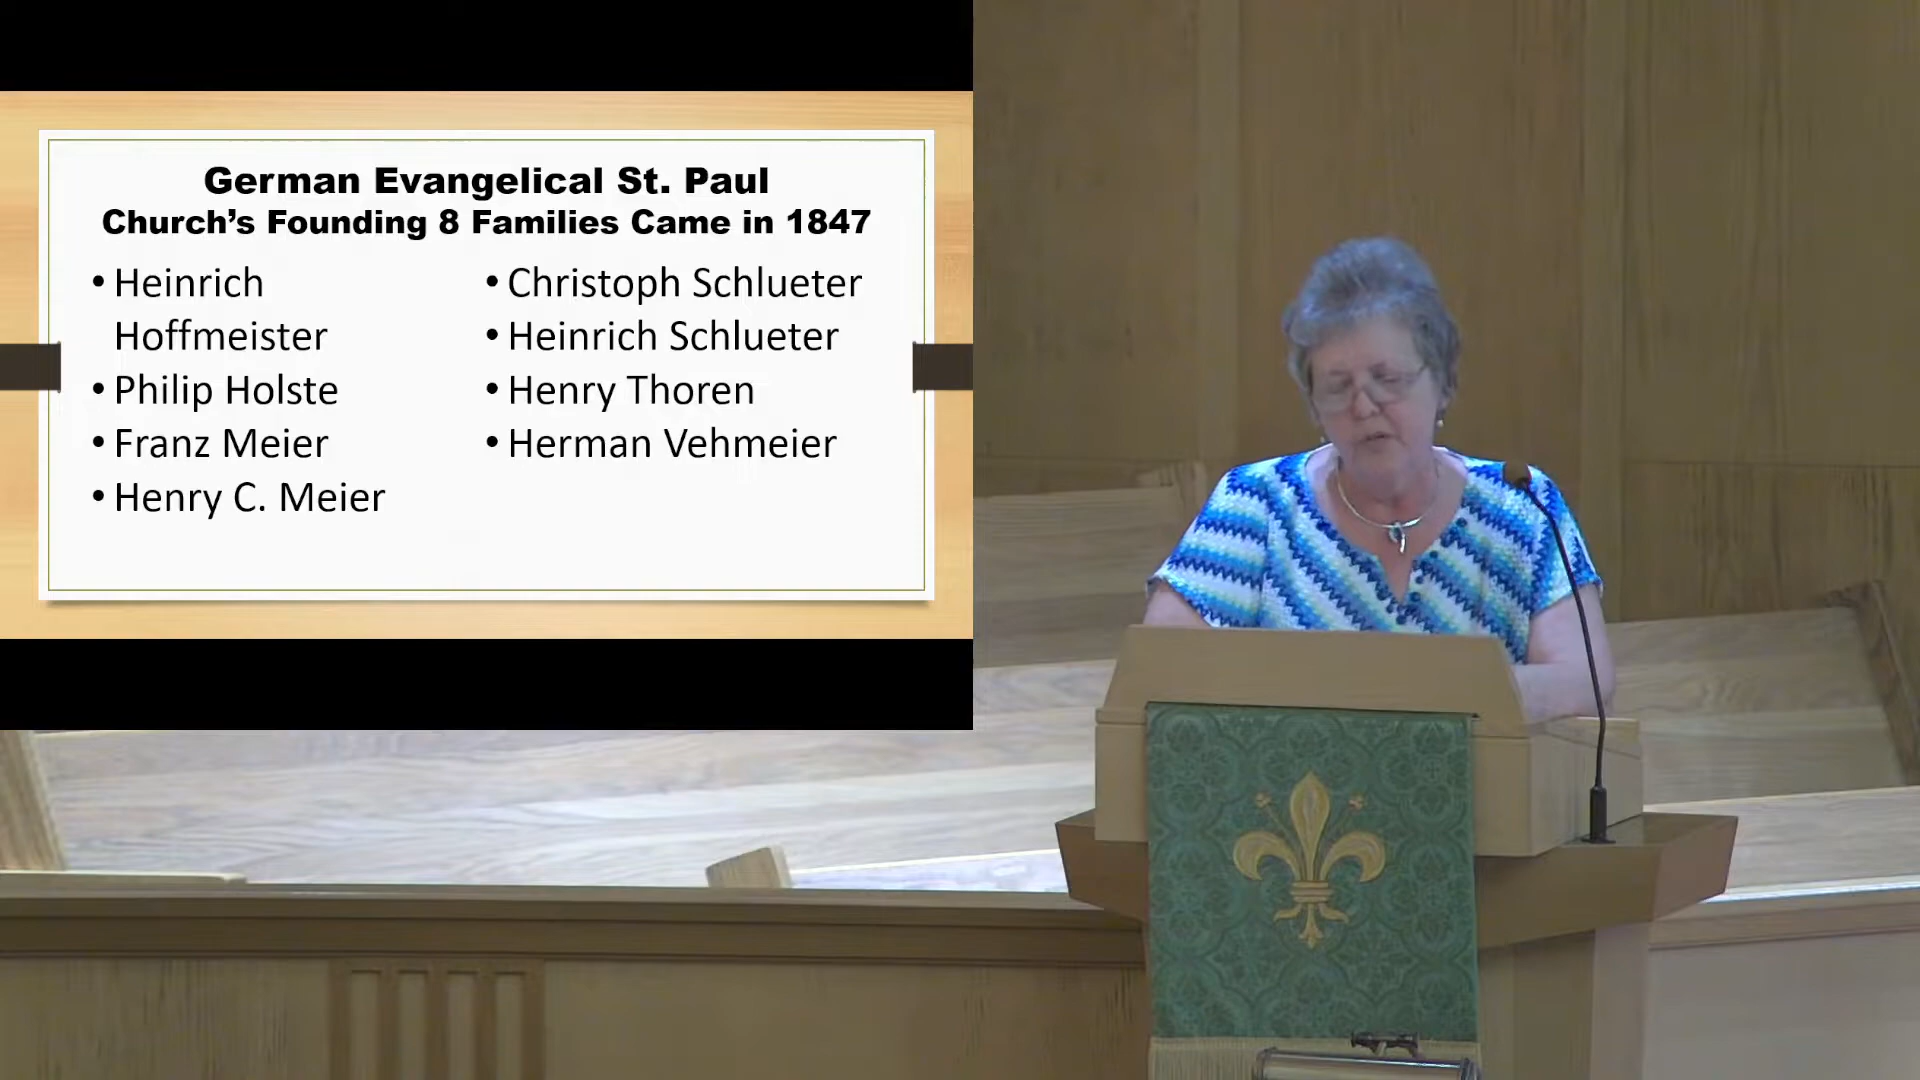 German Evangelical St. Paul
Church’s Founding 8 Families Came in 1847
• Heinrich
Hoffmeister
• Philip Holste
• Franz Meier
• Henry C. Meier
• Christoph Schlueter
• Heinrich Schlueter
• Henry Thoren
• Herman Vehmeier